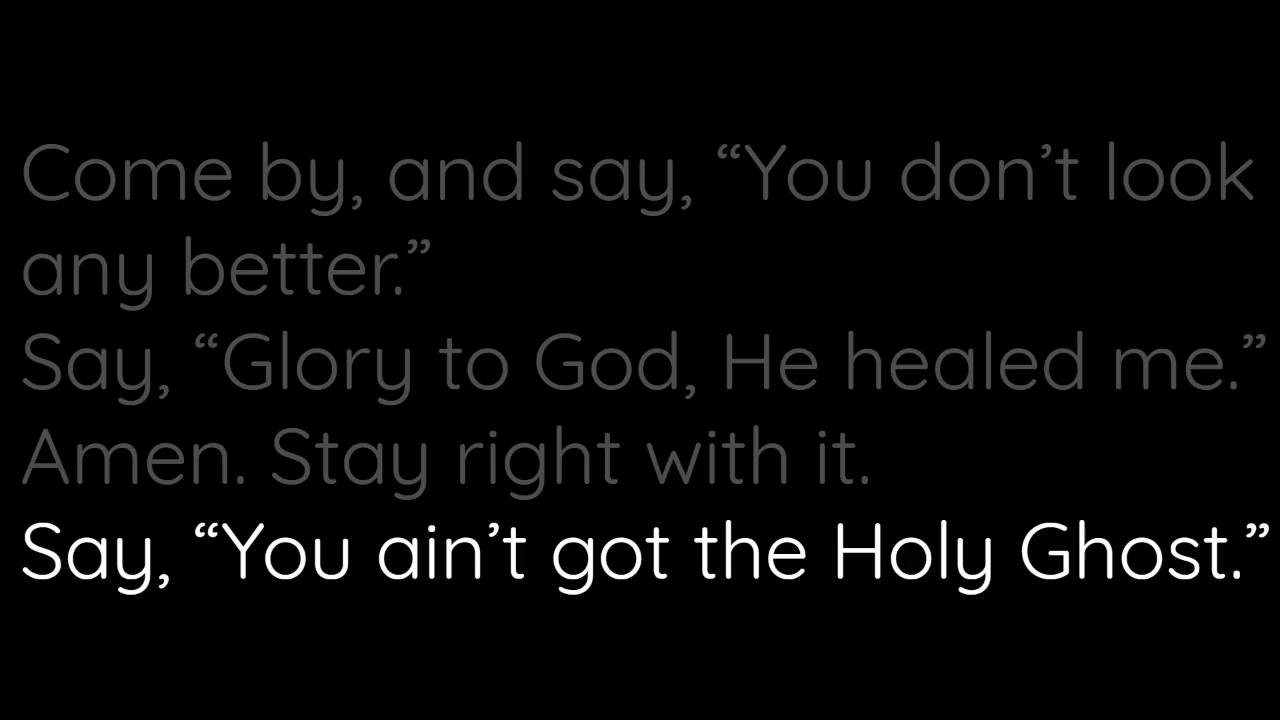 Come by, and say, “You don’t look
any better.”
Say, “Glory to God, He healed me.”
Amen. Stay right with it.
Say, “You ain’t got the Holy Ghost.”